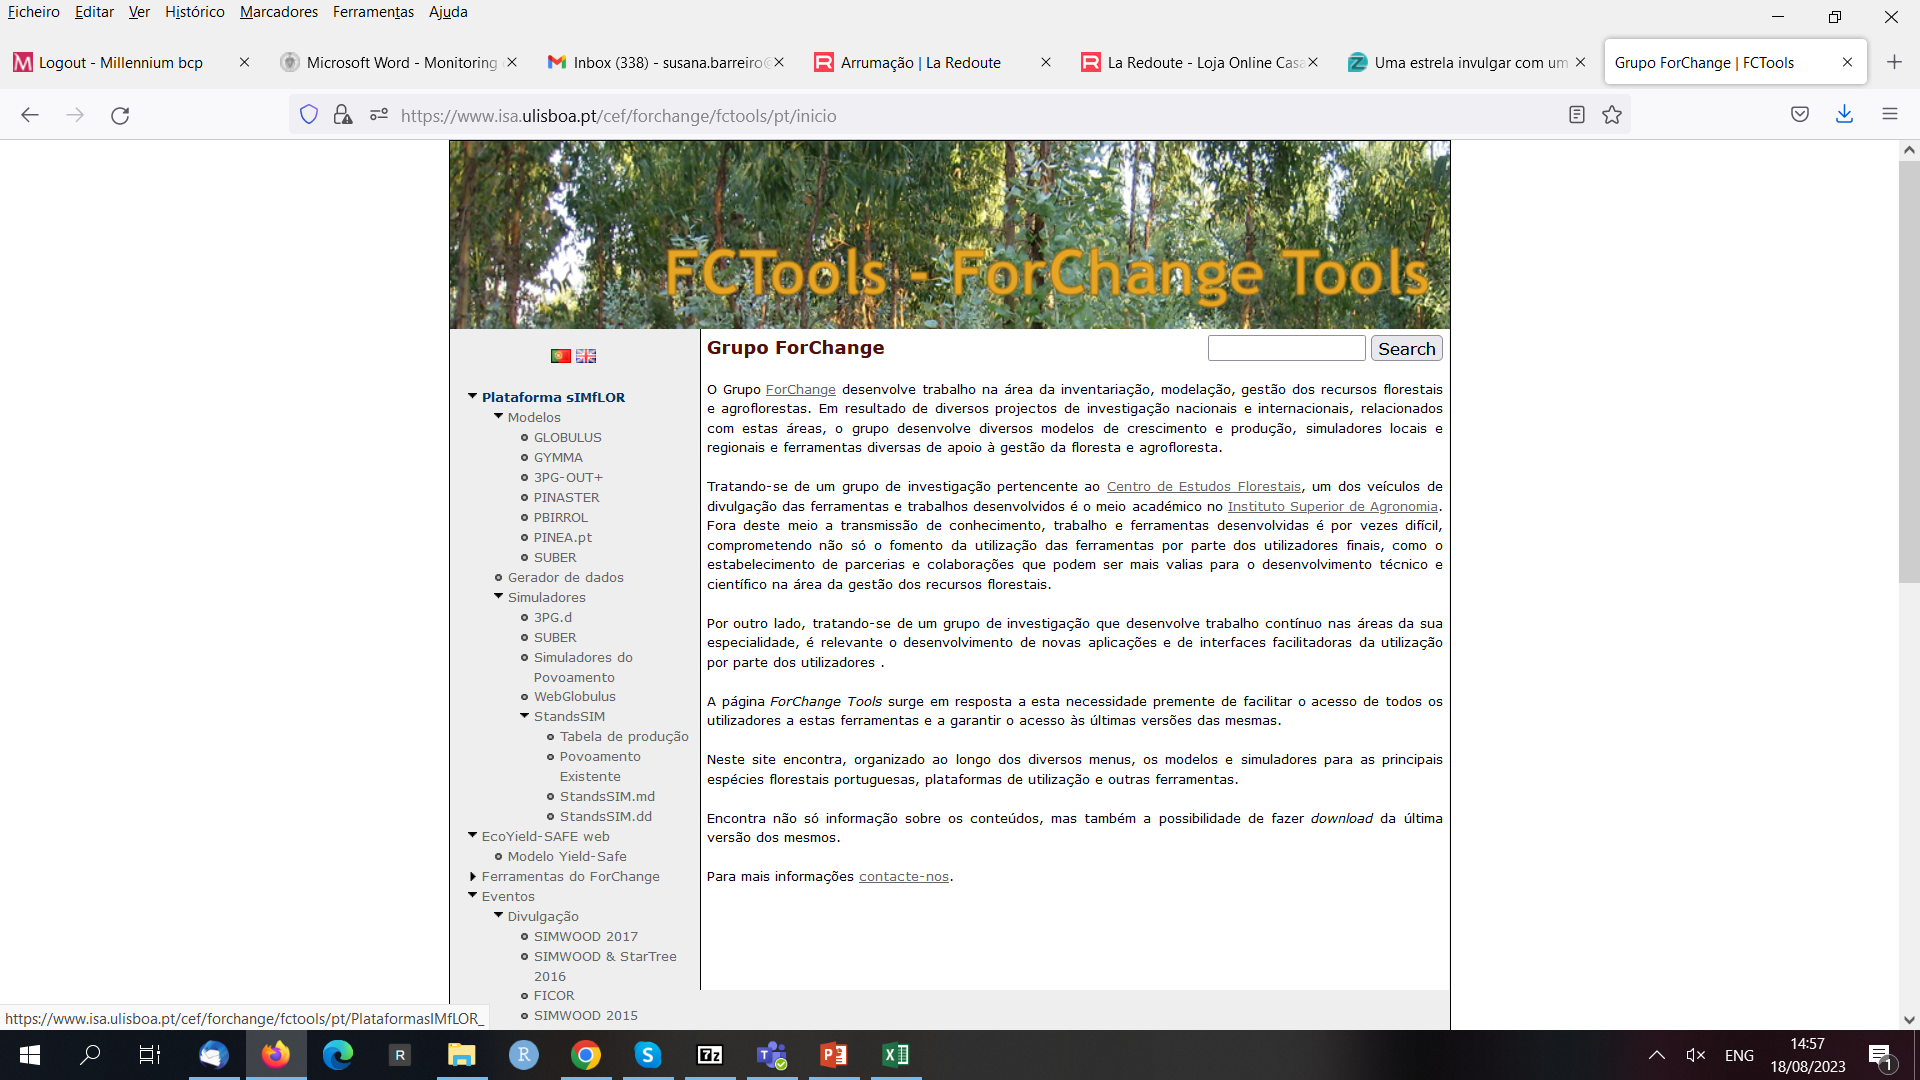 Ficheiro Editar Ver Histórico Marcadores Ferramentas Ajuda
Logout - Millennium bcp
Microsoft Word - Monitoring
Inbox (338) - susana.barreiro@
Arrumação | La Redoute
La Redoute - Loja Online Casa
Uma estrela invulgar com um
Grupo ForChange | FCTools
https://www.isa.ulisboa.pt/cef/forchange/fctools/pt/inicio
FCTools - ForChange Tools
Plataforma sIMfLOR
Modelos
GLOBULUS
GYMMA
3PG-OUT+
PINASTER
PBIRROL
PINEA.pt
SUBER
Gerador de dados
Simuladores
3PG.d
SUBER
Simuladores do
Povoamento
WebGlobulus
StandsSIM
Tabela de produção
Povoamento
Existente
StandsSIM.md
StandsSIM.dd
EcoYield-SAFE web
Modelo Yield-Safe
Ferramentas do ForChange
Eventos
Divulgação
SIMWOOD 2017
SIMWOOD & StarTree
2016
FICOR
SIMWOOD 2015
Grupo ForChange
Search
O Grupo ForChange desenvolve trabalho na área da inventariação, modelação, gestão dos recursos florestais
e agroflorestas. Em resultado de diversos projectos de investigação nacionais e internacionais, relacionados
com estas áreas, o grupo desenvolve diversos modelos de crescimento e produção, simuladores locais e
regionais e ferramentas diversas de apoio à gestão da floresta e agrofloresta.
Tratando-se de um grupo de investigação pertencente ao Centro de Estudos Florestais, um dos veículos de
divulgação das ferramentas e trabalhos desenvolvidos é o meio académico no Instituto Superior de Agronomia.
Fora deste meio a transmissão de conhecimento, trabalho e ferramentas desenvolvidas é por vezes difícil,
comprometendo não só o fomento da utilização das ferramentas por parte dos utilizadores finais, como o
estabelecimento de parcerias e colaborações que podem ser mais valias para o desenvolvimento técnico e
científico na área da gestão dos recursos florestais.
Por outro lado, tratando-se de um grupo de investigação que desenvolve trabalho contínuo nas áreas da sua
especialidade, é relevante o desenvolvimento de novas aplicações e de interfaces facilitadoras da utilização
por parte dos utilizadores .
A página ForChange Tools surge em resposta a esta necessidade premente de facilitar o acesso de todos os
utilizadores a estas ferramentas e a garantir o acesso às últimas versões das mesmas.
Neste site encontra, organizado ao longo dos diversos menus, os modelos e simuladores para as principais
espécies florestais portuguesas, plataformas de utilização e outras ferramentas.
Encontra não só informação sobre os conteúdos, mas também a possibilidade de fazer download da última
versão dos mesmos.
Para mais informações contacte-nos.
https://www.isa.ulisboa.pt/cef/forchange/fctools/pt/PlataformasIMfLOR_
ENG
14:57
18/08/2023
1